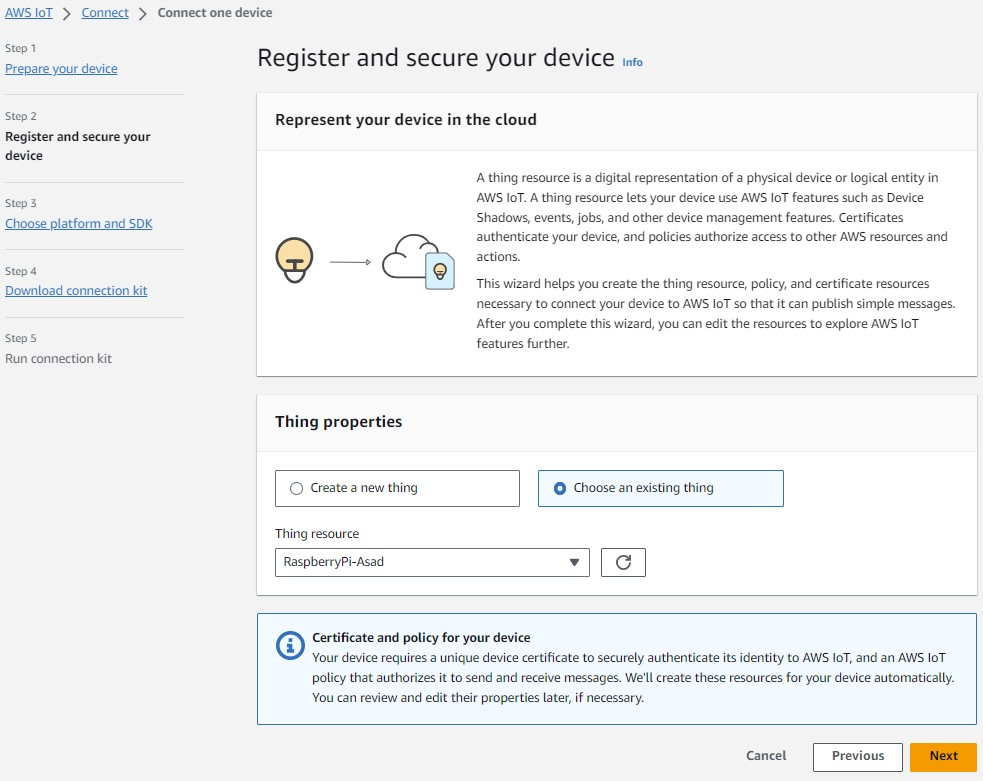 AWS IoT > Connect > Connect one device
Step 1
Prepare your device
Step 2
Register and secure your
device
Step 3
Choose platform and SDK
Step 4
Download connection kit
Step 5
Run connection kit
Register and secure your device Info
Represent your device in the cloud
A thing resource is a digital representation of a physical device or logical entity in
AWS IoT. A thing resource lets your device use AWS IoT features such as Device
Shadows, events, jobs, and other device management features. Certificates
authenticate your device, and policies authorize access to other AWS resources and
actions.
This wizard helps you create the thing resource, policy, and certificate resources
necessary to connect your device to AWS IoT so that it can publish simple messages.
After you complete this wizard, you can edit the resources to explore AWS IoT
features further.
Thing properties
Create a new thing
Choose an existing thing
Thing resource
RaspberryPi-Asad
Certificate and policy for your device
Your device requires a unique device certificate to securely authenticate its identity to AWS IoT, and an AWS IoT
policy that authorizes it to send and receive messages. We'll create these resources for your device automatically.
You can review and edit their properties later, if necessary.
Cancel
Previous
Next